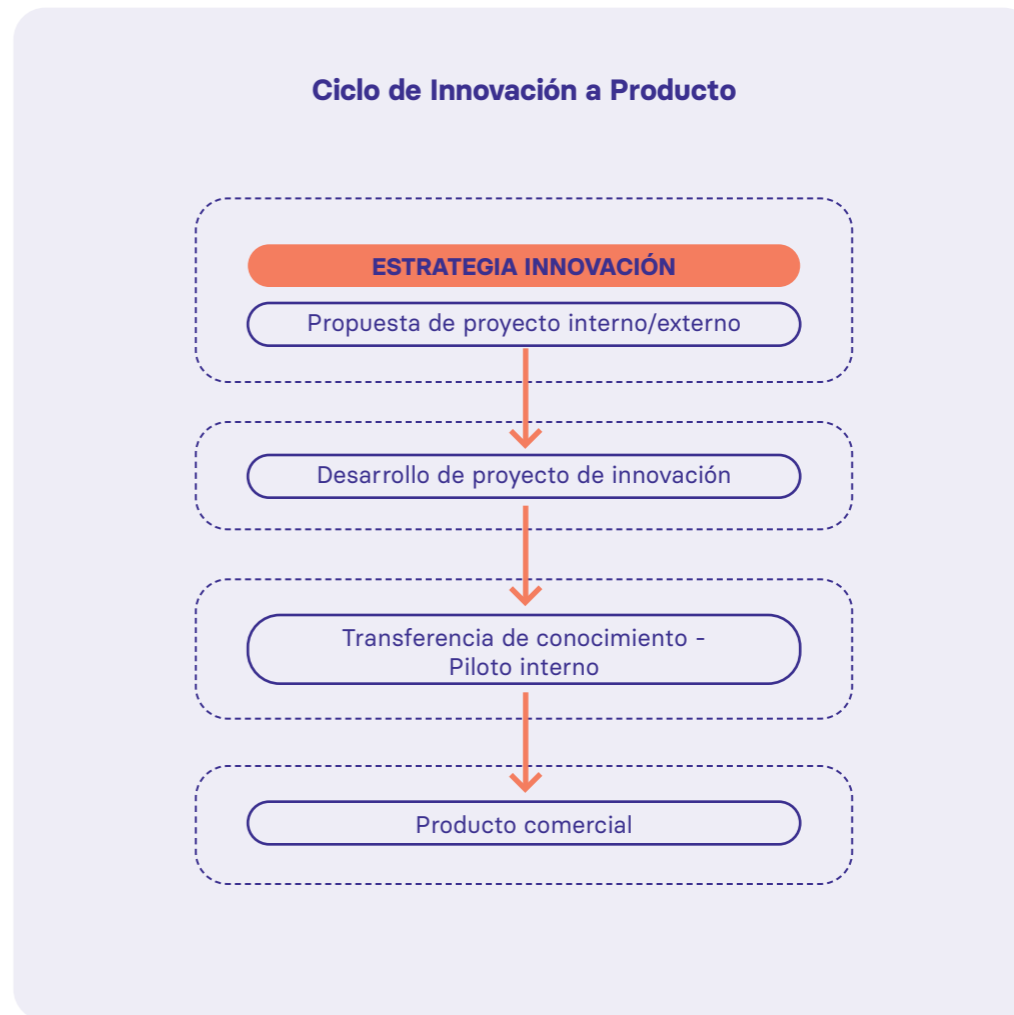 Ciclo de Innovación a Producto
ESTRATEGIA INNOVACIÓN
Propuesta de proyecto interno/externo
Desarrollo de proyecto de innovación
Transferencia de conocimiento -
Piloto interno
Producto comercial